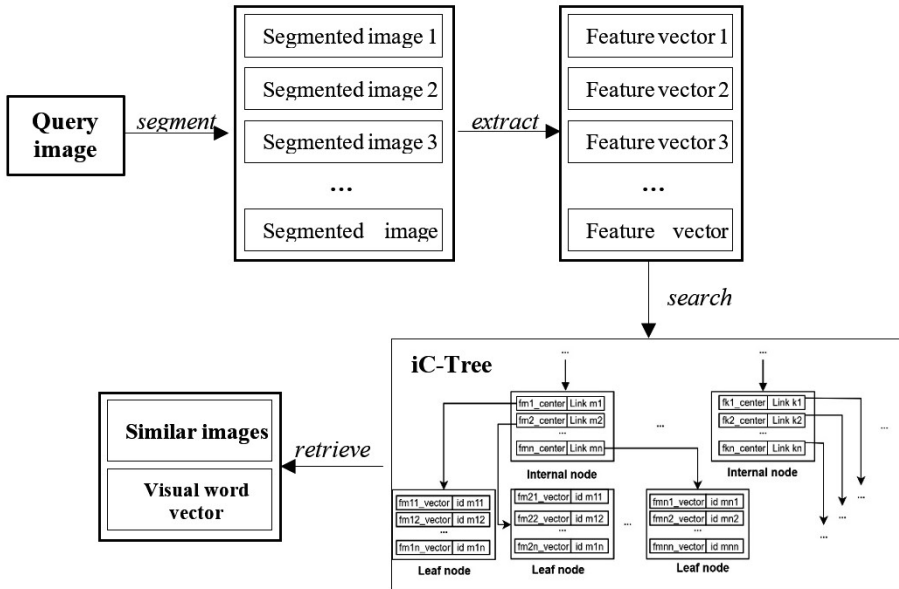 Query
image
segment
Segmented image 1
Segmented image 2
Segmented image 3
...
Segmented image
extract
Feature vector 1
Feature vector 2
Feature vector 3
...
Feature vector
search
iC-Tree
...
fm1_center Link m1
fm2_center Link m2
...
fmn_center Link mn
Internal node
...
...
fk1_center Link k1
fk2_center Link k2
...
fkn_center Link kn
Internal node
...
...
...
...
fm11_vector id m11
fm12_vector id m12
...
fm1n_vector id m1n
Leaf node
fm21_vector id m11
fm22_vector id m12
...
fm2n_vector id m1n
Leaf node
...
fmn1_vector id mn1
fmn2_vector id mn2
...
fmnn_vector id mnn
Leaf node
retrieve
Similar images
Visual word
vector